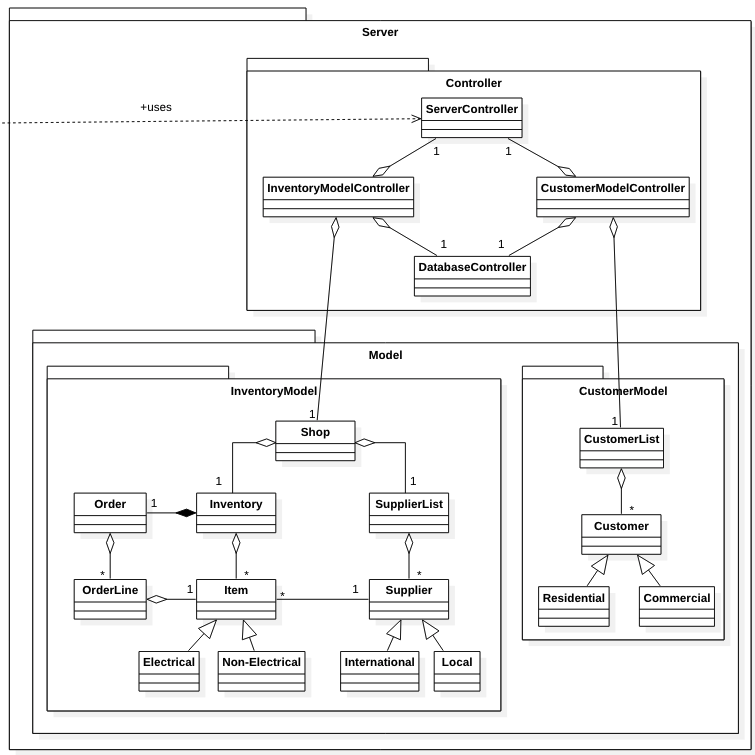 Server
Controller
+uses
ServerController
1
1
InventoryModelController
CustomerModelController
1
1
DatabaseController
Model
InventoryModel
CustomerModel
1
Shop
1
CustomerList
1
1
Order
1
Inventory
SupplierList
*
Customer
*
*
*
OrderLine
1
Item
*
1
Supplier
Residential
Commercial
Electrical
Non-Electrical
International
Local